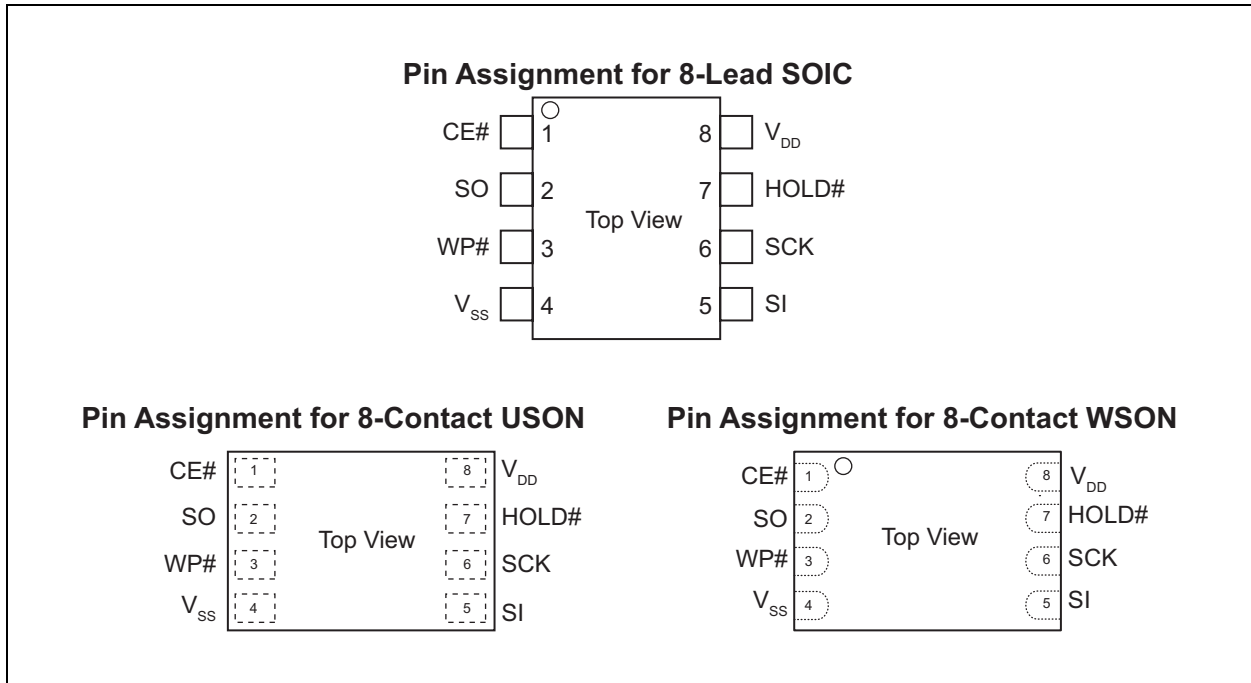 Pin Assignment for 8-Lead SOIC
CE# 1 8 VDD
SO 2 7 HOLD#
Top View
WP# 3 6 SCK
VSS 4 5 SI
Pin Assignment for 8-Contact USON
CE# 1 8 VDD
SO 2 7 HOLD#
Top View
WP# 3 6 SCK
VSS 4 5 SI
Pin Assignment for 8-Contact WSON
CE# 1 8 VDD
SO 2 7 HOLD#
Top View
WP# 3 6 SCK
VSS 4 5 SI